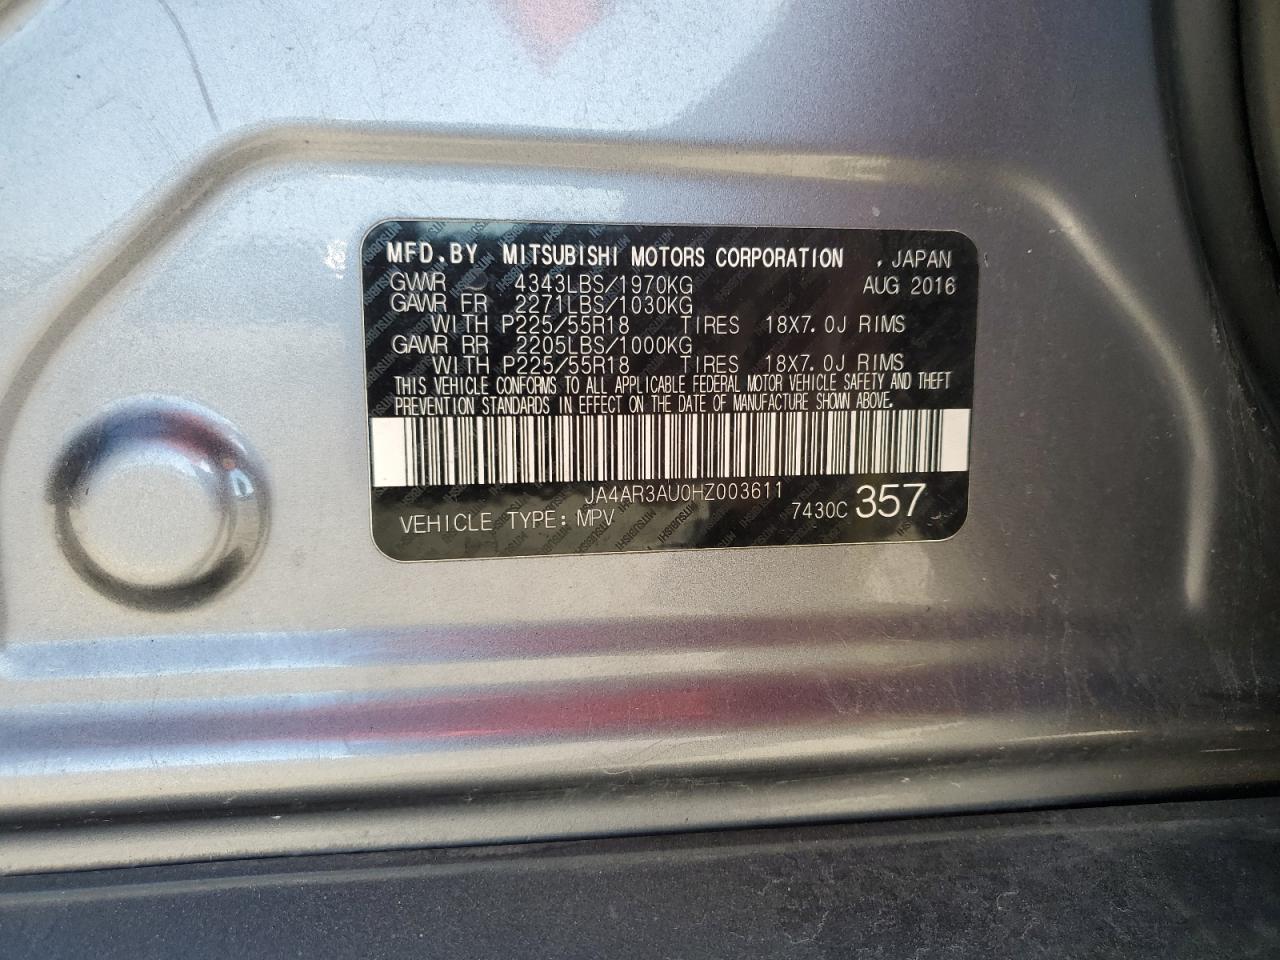 MFD.BY MITSUBISHI MOTORS CORPORATION .JAPAN
GVWR 4343LBS/1970KG AUG 2016
GAWR FR 2271LBS/1030KG
WITH P225/55R18 TIRES 18X7.0J RIMS
GAWR RR 2205LBS/1000KG
WITH P225/55R18 TIRES 18X7.0J RIMS
THIS VEHICLE CONFORMS TO ALL APPLICABLE FEDERAL MOTOR VEHICLE SAFETY AND THEFT
PREVENTION STANDARDS IN EFFECT ON THE DATE OF MANUFACTURE SHOWN ABOVE.
JA4AR3AU0HZ003611
VEHICLE TYPE: MPV 7430C 357